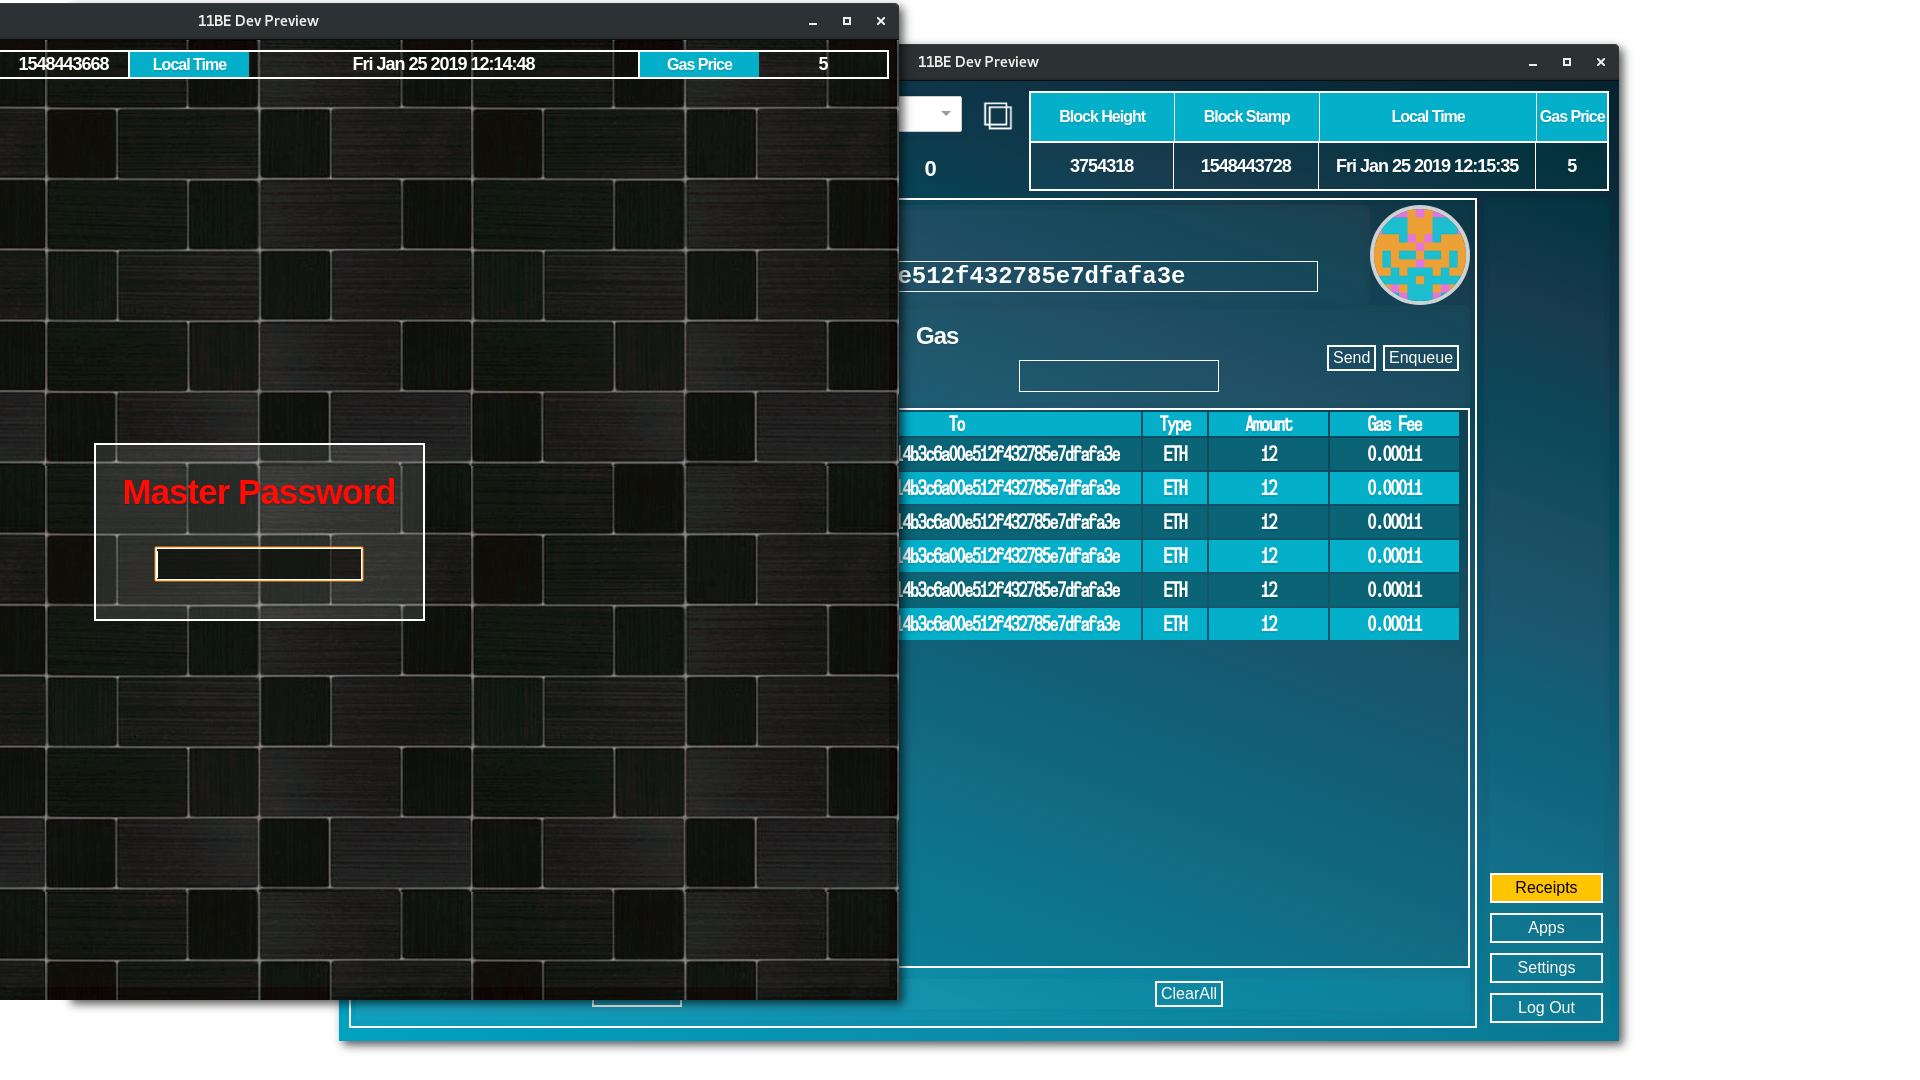 11BE Dev Preview
1548443668 Local Time Fri Jan 25 2019 12:14:48 Gas Price 5
Master Password
11BE Dev Preview
Block Height Block Stamp Local Time Gas Price
0 3754318 1548443728 Fri Jan 25 2019 12:15:35 5
e512f432785e7dfafa3e
Gas
Send Enqueue
To Type Amount Gas Fee
14b3c6a00e512f432785e7dfafa3e ETH 12 0.00011
14b3c6a00e512f432785e7dfafa3e ETH 12 0.00011
14b3c6a00e512f432785e7dfafa3e ETH 12 0.00011
14b3c6a00e512f432785e7dfafa3e ETH 12 0.00011
14b3c6a00e512f432785e7dfafa3e ETH 12 0.00011
14b3c6a00e512f432785e7dfafa3e ETH 12 0.00011
ClearAll
Receipts
Apps
Settings
Log Out